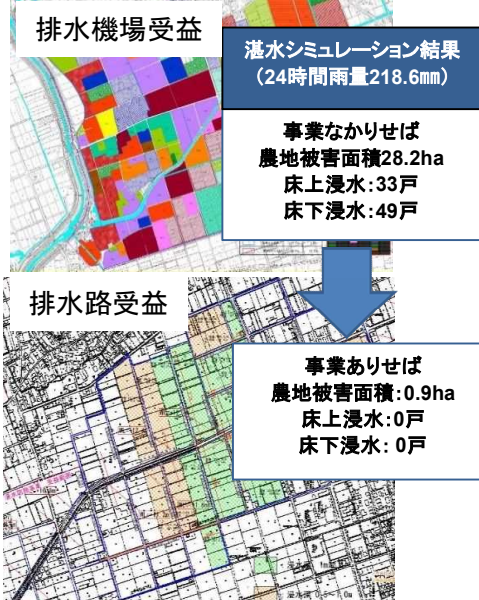 排水機場受益
湛水シミュレーション結果
（24時間雨量218.6㎜）
事業なかりせば
農地被害面積28.2ha
床上浸水：33戸
床下浸水：49戸
排水路受益
事業ありせば
農地被害面積：0.9ha
床上浸水：0戸
床下浸水： 0戸